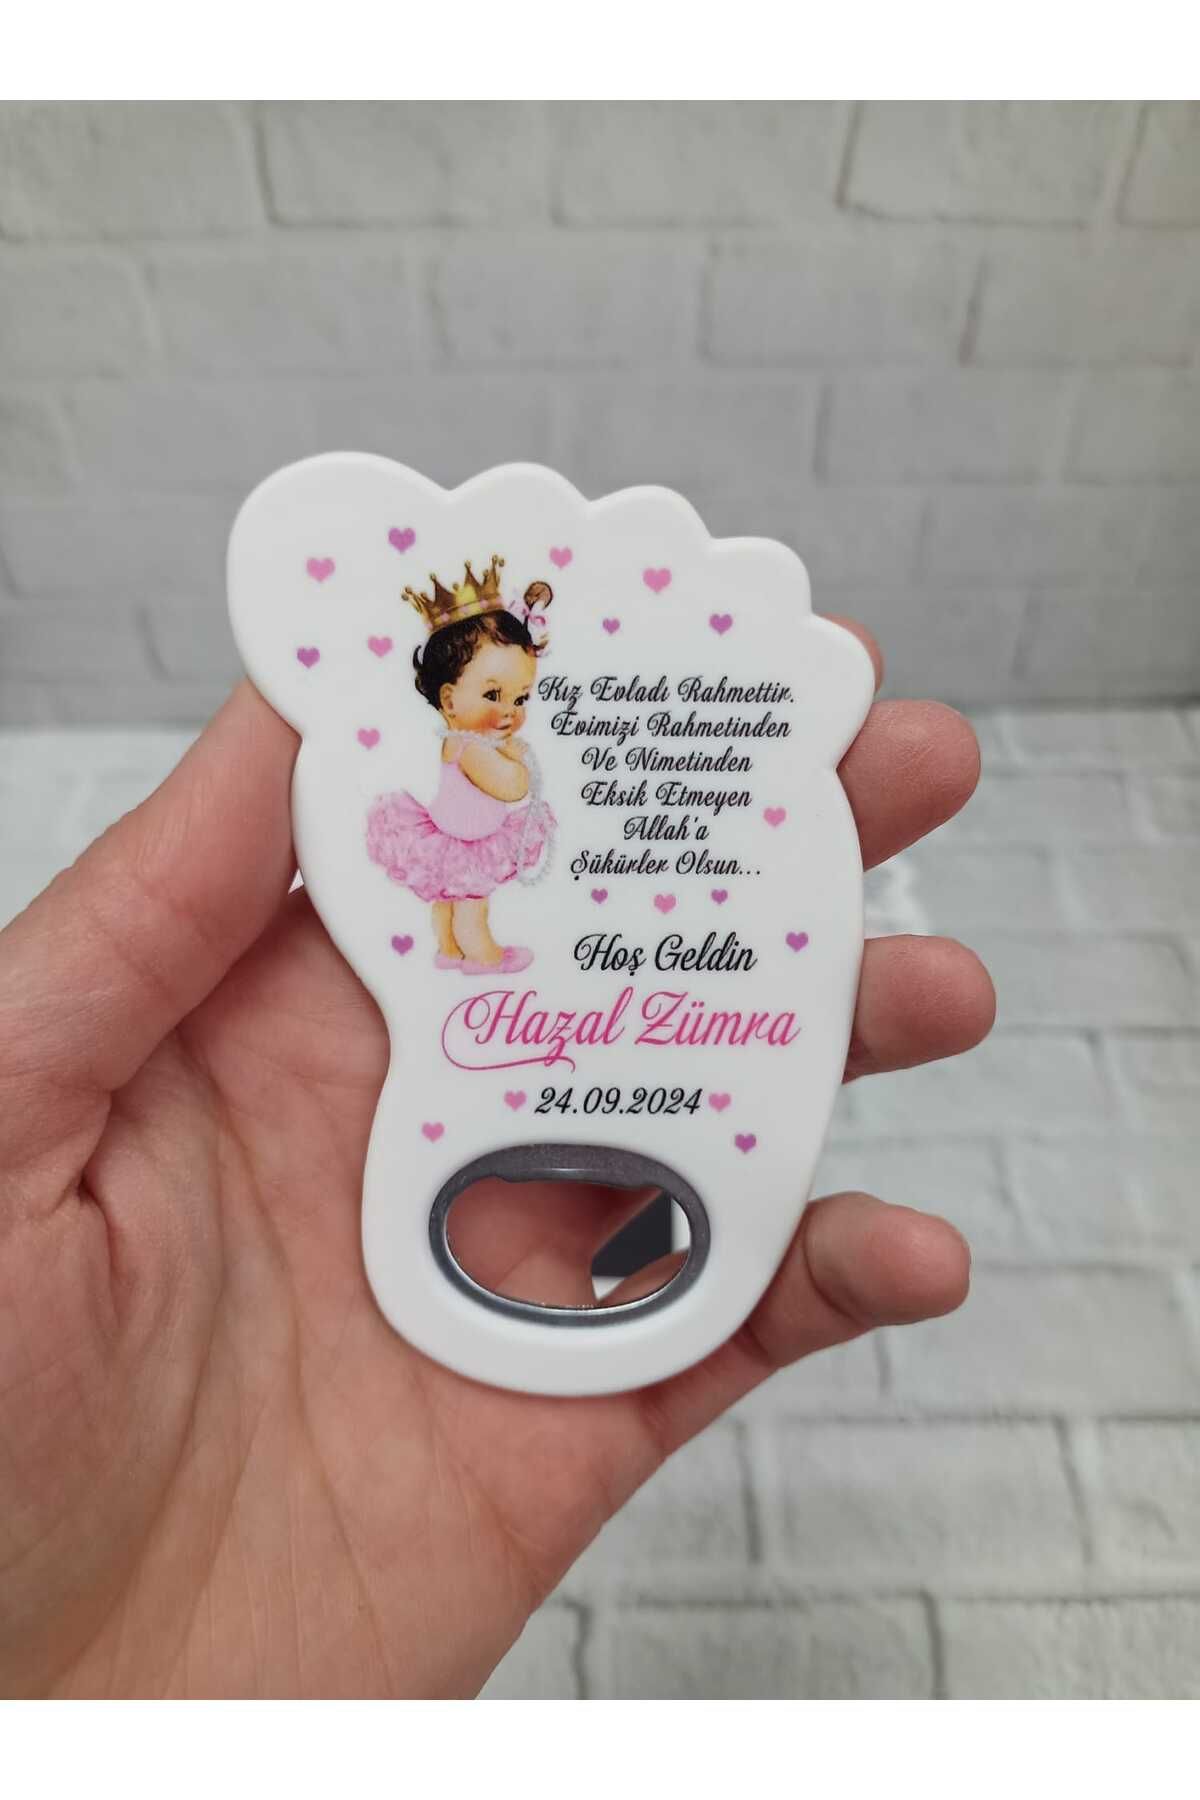 Kız Evladı Rahmettir.
Evimizi Rahmetinden
Ve Nimetinden
Eksik Etmeyen
Allah'a
Şükürler Olsun...
Hoş Geldin
Hazal Zümra
24.09.2024